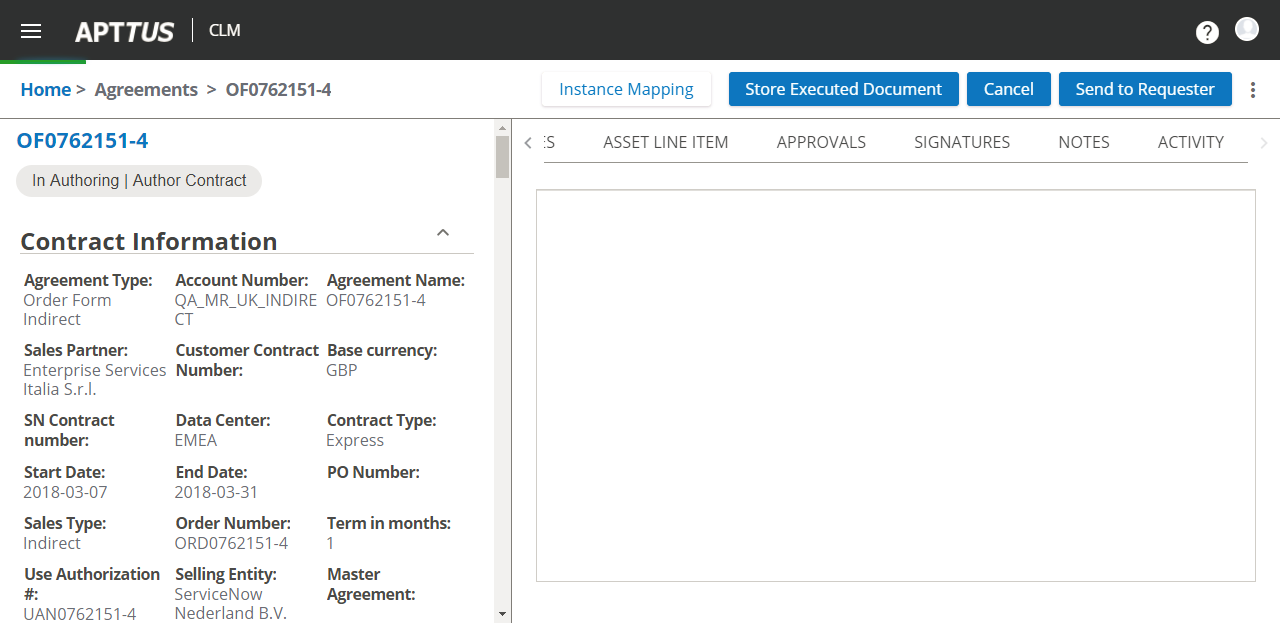 APTTUS CLM ?
Home > Agreements > OF0762151-4 Instance Mapping Store Executed Document Cancel Send to Requester
OF0762151-4 ES ASSET LINE ITEM APPROVALS SIGNATURES NOTES ACTIVITY
In Authoring | Author Contract
Contract Information
Agreement Type: Account Number: Agreement Name:
Order Form QA_MR_UK_INDIRE OF0762151-4
Indirect CT
Sales Partner: Customer Contract Base currency:
Enterprise Services Number: GBP
Italia S.r.l.
SN Contract Data Center: Contract Type:
number: EMEA Express
Start Date: End Date: PO Number:
2018-03-07 2018-03-31
Sales Type: Order Number: Term in months:
Indirect ORD0762151-4 1
Use Authorization Selling Entity: Master
#: ServiceNow Agreement:
UAN0762151-4 Nederland B.V.